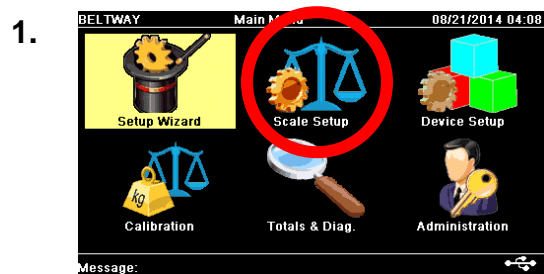 1.
BELTWAY Main Menu 08/21/2014 04:08
Setup Wizard Scale Setup Device Setup
kg
Calibration Totals & Diag. Administration
Message: